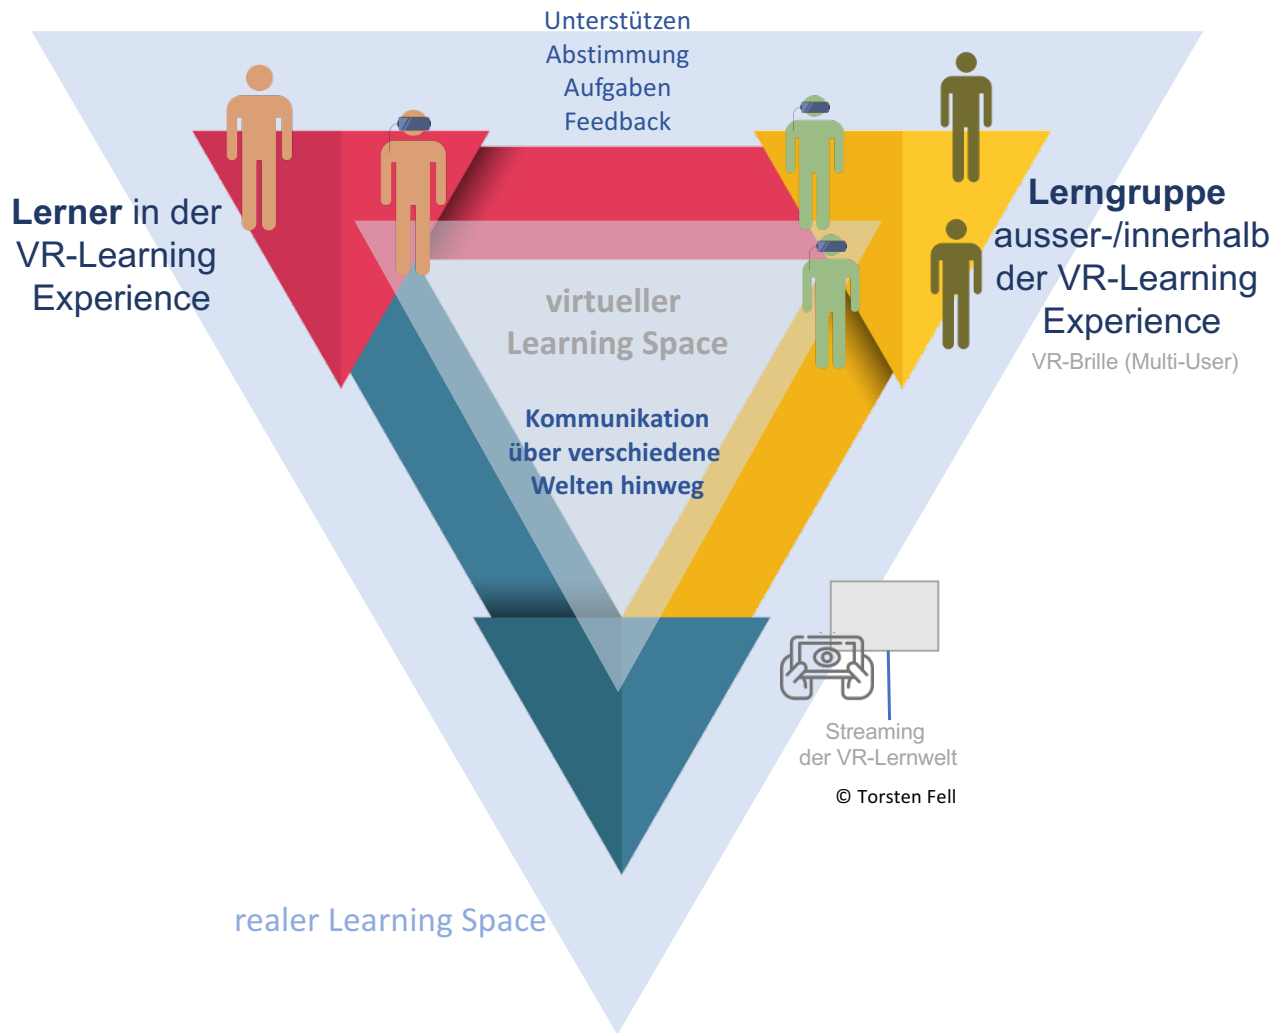 Unterstützen
Abstimmung
Aufgaben
Feedback
Lerner in der
VR-Learning
Experience
Lerngruppe
ausser-/innerhalb
der VR-Learning
Experience
VR-Brille (Multi-User)
virtueller
Learning Space
Kommunikation
über verschiedene
Welten hinweg
Streaming
der VR-Lernwelt
© Torsten Fell
realer Learning Space